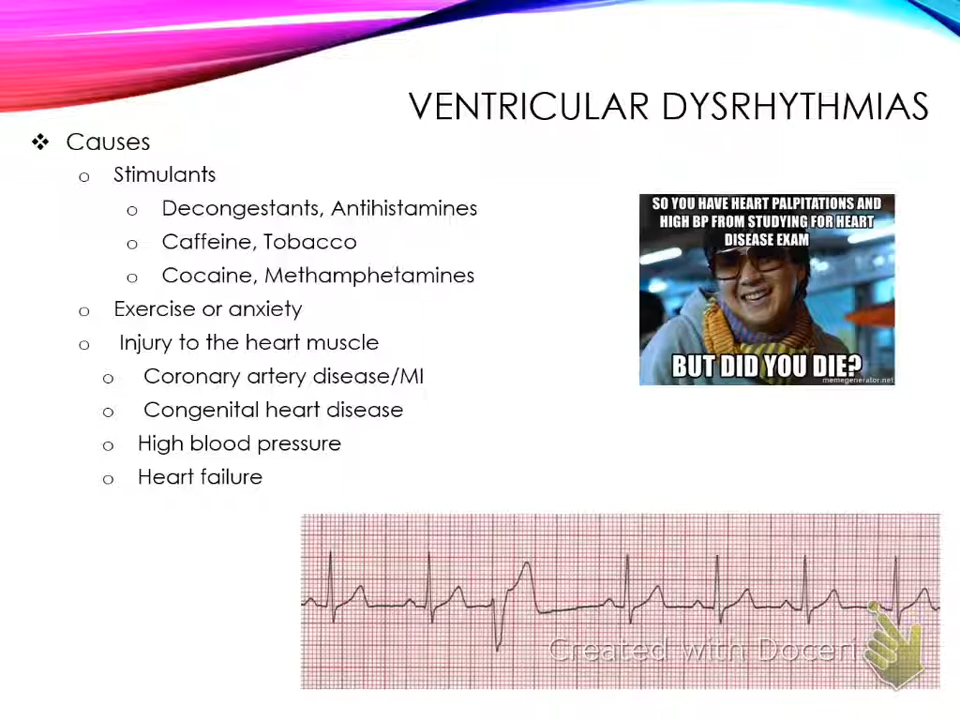 VENTRICULAR DYSRHYTHMIAS
Causes
Stimulants
Decongestants, Antihistamines
Caffeine, Tobacco
Cocaine, Methamphetamines
Exercise or anxiety
Injury to the heart muscle
Coronary artery disease/MI
Congenital heart disease
High blood pressure
Heart failure
SO YOU HAVE HEART PALPITATIONS AND
HIGH BP FROM STUDYING FOR HEART
DISEASE EXAM
BUT DID YOU DIE?
memegenerator.net
Created with Doceri